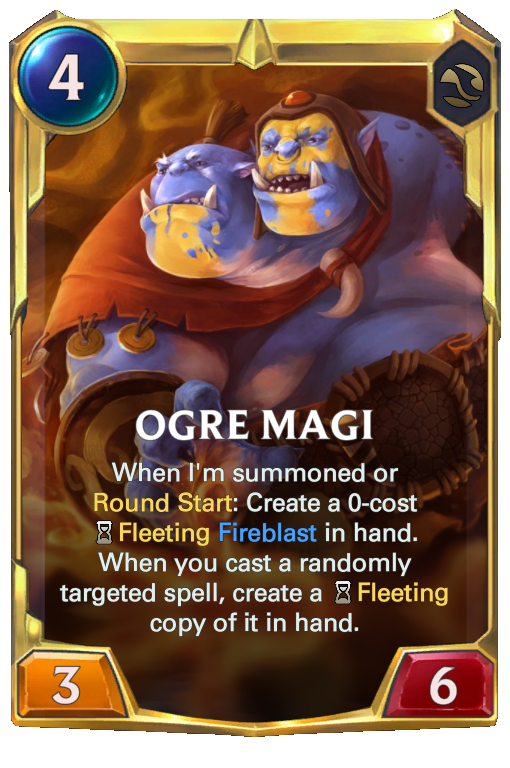 4
OGRE MAGI
When I'm summoned or
Round Start: Create a 0-cost
Fleeting Fireblast in hand.
When you cast a randomly
targeted spell, create a Fleeting
copy of it in hand.
3
6